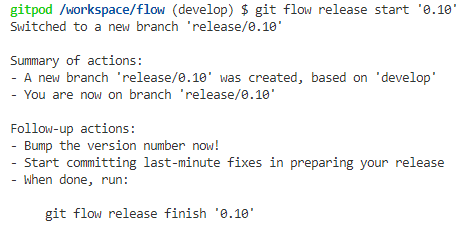 gitpod /workspace/flow (develop) $ git flow release start '0.10'
Switched to a new branch 'release/0.10'
Summary of actions:
- A new branch 'release/0.10' was created, based on 'develop'
- You are now on branch 'release/0.10'
Follow-up actions:
- Bump the version number now!
- Start committing last-minute fixes in preparing your release
- When done, run:
git flow release finish '0.10'